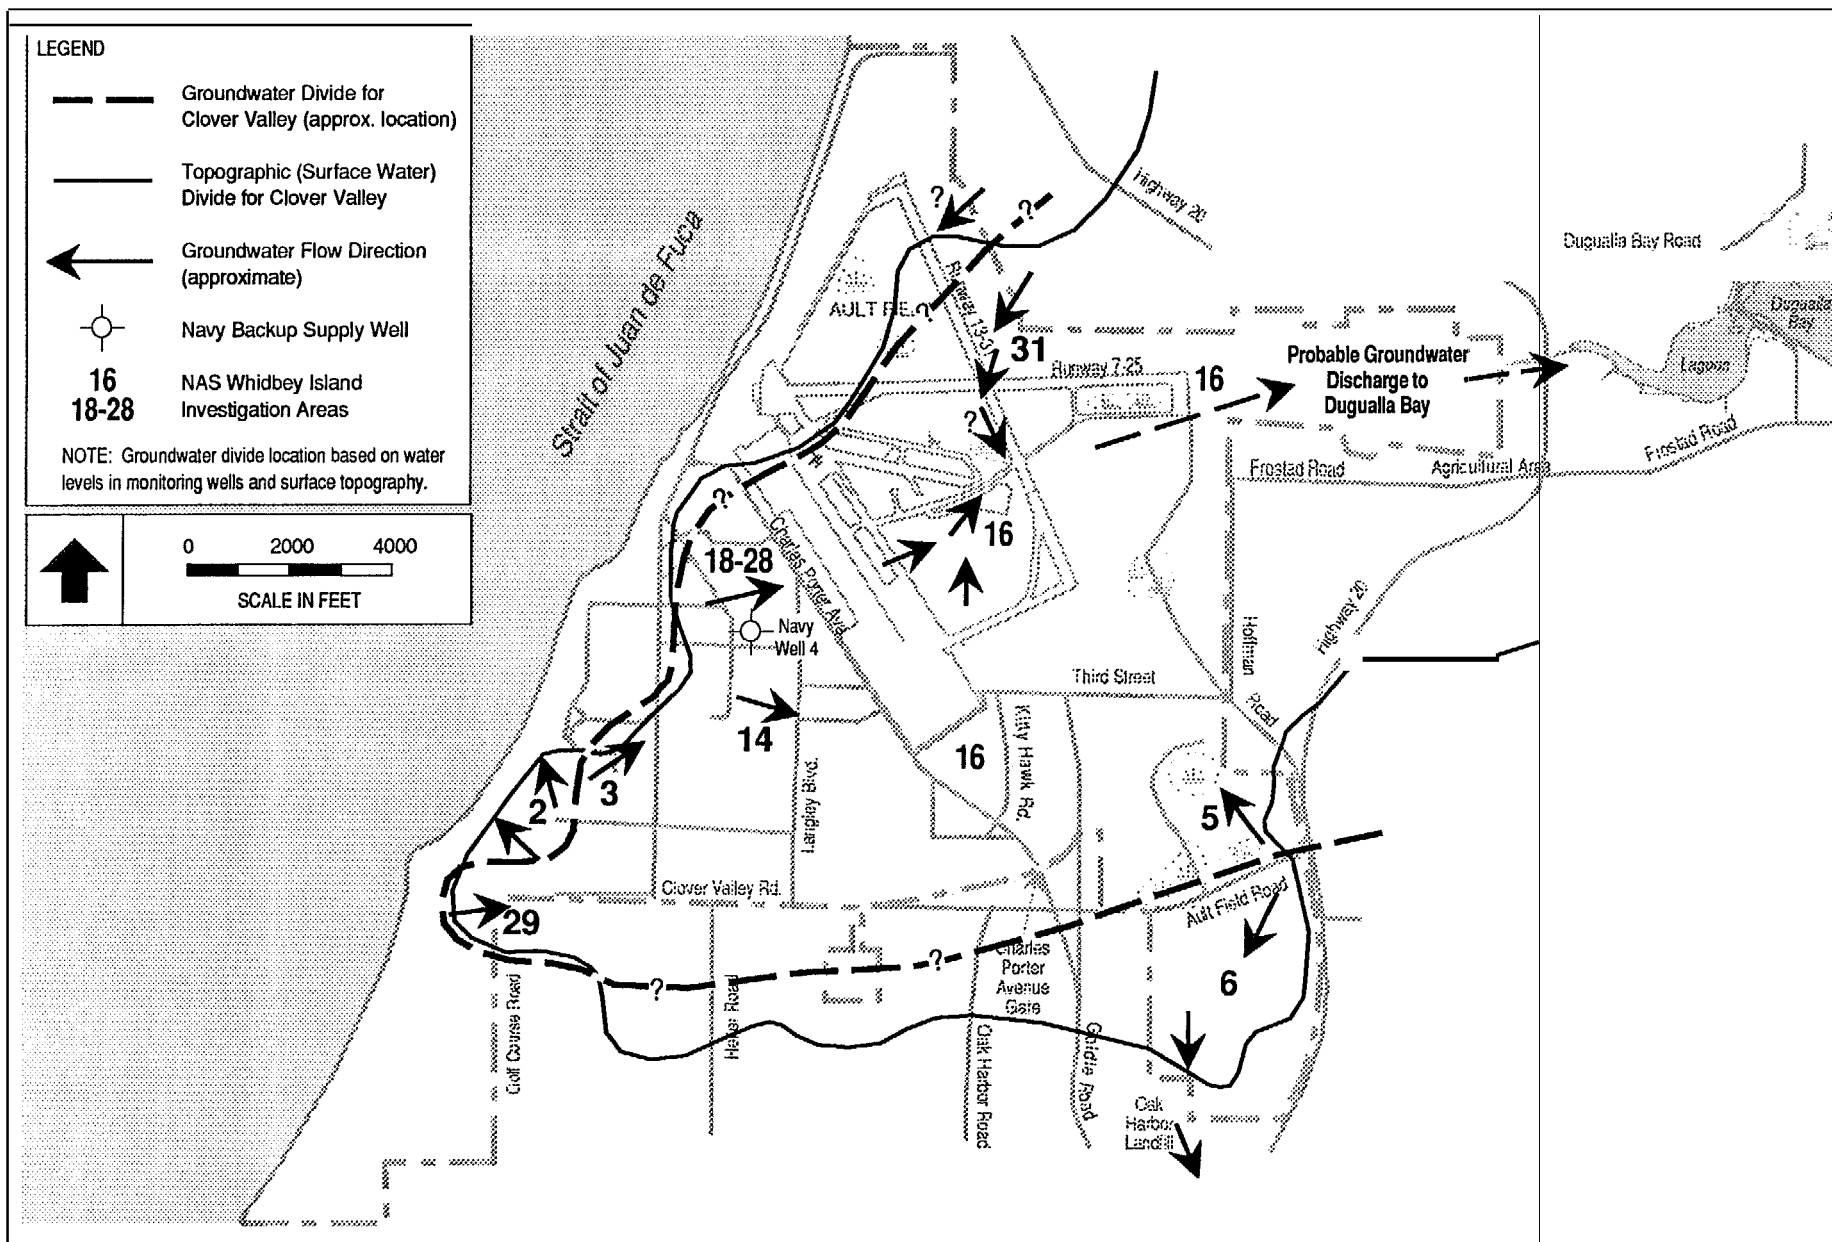 LEGEND
Groundwater Divide for
Clover Valley (approx. location)
Topographic (Surface Water)
Divide for Clover Valley
Groundwater Flow Direction
(approximate)
Navy Backup Supply Well
16
18-28
NAS Whidbey Island
Investigation Areas
NOTE: Groundwater divide location based on water
levels in monitoring wells and surface topography.
0 2000 4000
SCALE IN FEET
Strait of Juan de Fuca
Highway 20
Dugualla Bay Road
?
?
Runway 13-31
AULT
?
31
Runway 7-25
16
Probable Groundwater
Discharge to
Dugualla Bay
Dugualla
Bay
Lagoon
?
Frostad Road
Agricultural Area
Frostad Road
?
18-28
Charles Porter Ave.
16
Navy
Well 4
Highway 20
Hoffman
Road
Third Street
14
16
Kitty Hawk Rd.
Langley Blvd.
2
3
5
Clover Valley Rd.
Ault Field Road
29
?
?
Charles
Porter
Avenue
Gate
6
Golf Course Road
Heller Road
Oak Harbor Road
Goldie Road
Oak
Harbor
Landfill